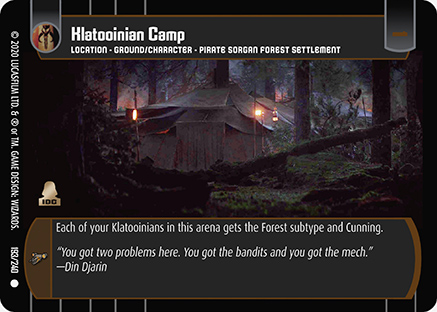 Klatooinian Camp
LOCATION - GROUND/CHARACTER - PIRATE SORGAN FOREST SETTLEMENT
© 2020 LUCASFILM LTD. & ® or TM. GAME DESIGN: WIZARDS.
183/240
IDC
Each of your Klatooinians in this arena gets the Forest subtype and Cunning.
“You got two problems here. You got the bandits and you got the mech.”
—Din Djarin